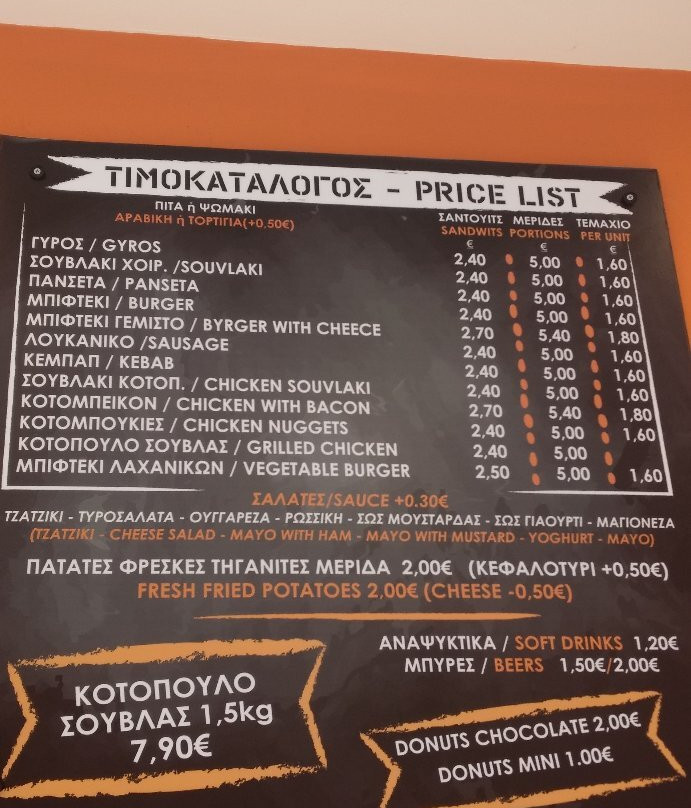 ΤΙΜΟΚΑΤΑΛΟΓΟΣ - PRICE LIST
ΠΙΤΑ ή ΨΩΜΑΚΙ
ΑΡΑΒΙΚΗ ή ΤΟΡΤΙΓΙΑ(+0,50€)
ΣΑΝΤΟΥΙΤΣ ΜΕΡΙΔΕΣ ΤΕΜΑΧΙΟ
SANDWITS PORTIONS PER UNIT
€ € €
ΓΥΡΟΣ / GYROS 2,40 5,00 1,60
ΣΟΥΒΛΑΚΙ ΧΟΙΡ. /SOUVLAKI 2,40 5,00 1,60
ΠΑΝΣΕΤΑ / PANSETA 2,40 5,00 1,60
ΜΠΙΦΤΕΚΙ / BURGER 2,40 5,00 1,60
ΜΠΙΦΤΕΚΙ ΓΕΜΙΣΤΟ / BYRGER WITH CHEECE 2,70 5,40 1,80
ΛΟΥΚΑΝΙΚΟ /SAUSAGE 2,40 5,00 1,60
ΚΕΜΠΑΠ / KEBAB 2,40 5,00 1,60
ΣΟΥΒΛΑΚΙ ΚΟΤΟΠ. / CHICKEN SOUVLAKI 2,40 5,00 1,60
ΚΟΤΟΜΠΕΙΚΟΝ / CHICKEN WITH BACON 2,70 5,40 1,80
ΚΟΤΟΜΠΟΥΚΙΕΣ / CHICKEN NUGGETS 2,40 5,00 1,60
ΚΟΤΟΠΟΥΛΟ ΣΟΥΒΛΑΣ / GRILLED CHICKEN 2,40 5,00
ΜΠΙΦΤΕΚΙ ΛΑΧΑΝΙΚΩΝ / VEGETABLE BURGER 2,50 5,00 1,60
ΣΑΛΑΤΕΣ/SAUCE +0.30€
TZATZIKI - ΤΥΡΟΣΑΛΑΤΑ - ΟΥΓΓΑΡΕΖΑ - ΡΩΣΣΙΚΗ - ΣΩΣ ΜΟΥΣΤΑΡΔΑΣ - ΣΩΣ ΓΙΑΟΥΡΤΙ - ΜΑΓΙΟΝΕΖΑ
(TZATZIKI - CHEESE SALAD - MAYO WITH HAM - MAYO WITH MUSTARD - YOGHURT - MAYO)
ΠΑΤΑΤΕΣ ΦΡΕΣΚΕΣ ΤΗΓΑΝΙΤΕΣ ΜΕΡΙΔΑ 2,00€ (ΚΕΦΑΛΟΤΥΡΙ +0,50€)
FRESH FRIED POTATOES 2,00€ (CHEESE -0,50€)
ΑΝΑΨΥΚΤΙΚΑ / SOFT DRINKS 1,20€
ΜΠΥΡΕΣ / BEERS 1,50€/2,00€
ΚΟΤΟΠΟΥΛΟ
ΣΟΥΒΛΑΣ 1,5kg
7,90€
DONUTS CHOCOLATE 2,00€
DONUTS MINI 1.00€